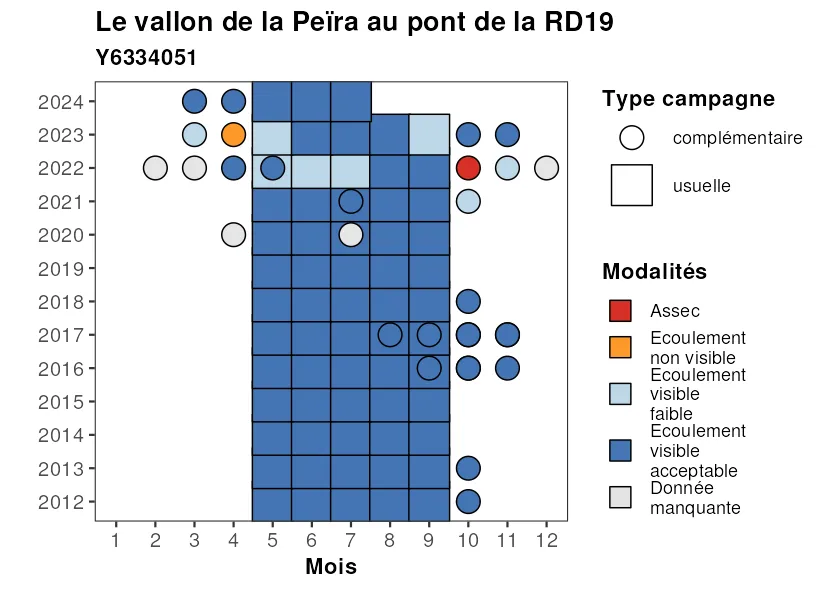 Le vallon de la Peïra au pont de la RD19
Y6334051
2024
2023
2022
2021
2020
2019
2018
2017
2016
2015
2014
2013
2012
1 2 3 4 5 6 7 8 9 10 11 12
Mois
Type campagne
complémentaire
usuelle
Modalités
Assec
Ecoulement
non visible
Ecoulement
visible
faible
Ecoulement
visible
acceptable
Donnée
manquante